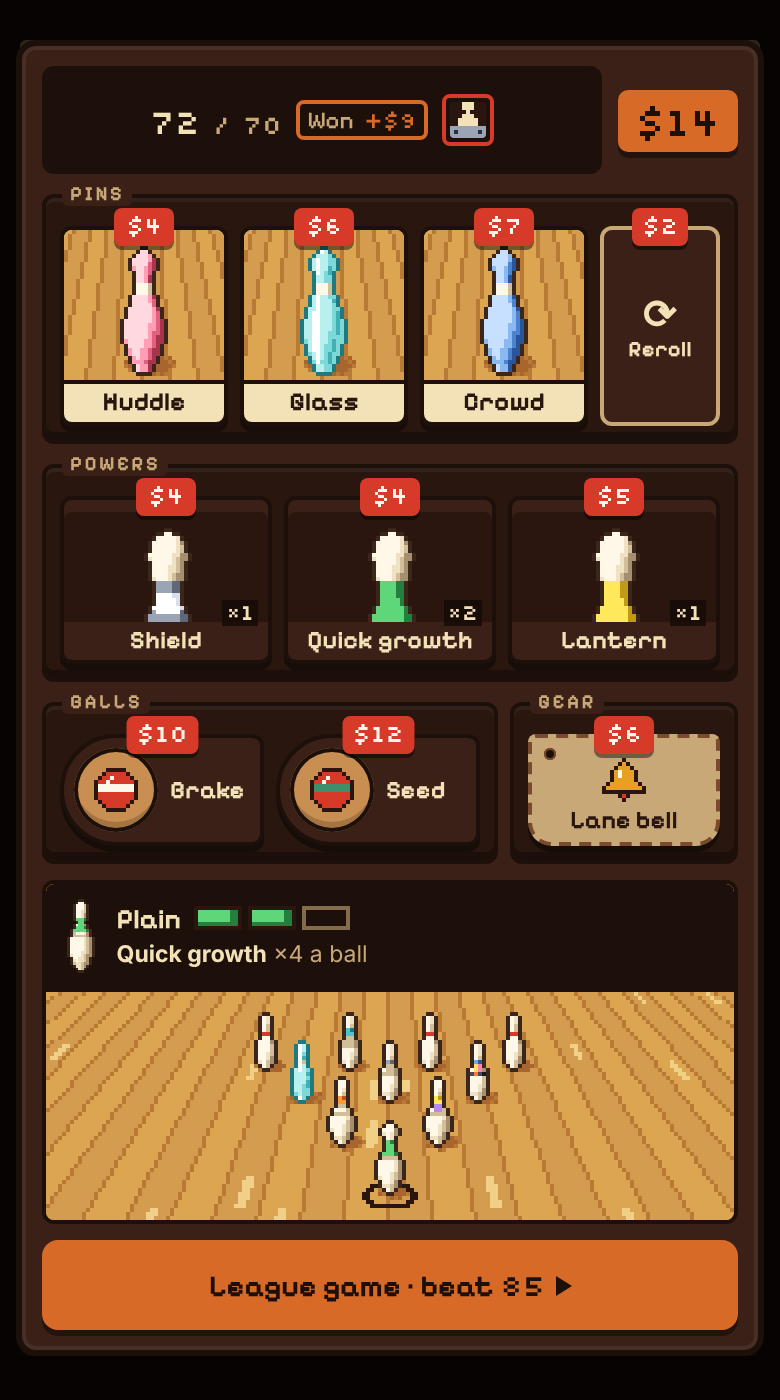 72 / 70 Won +$9 $14
PINS
$4 $6 $7 $2
Huddle Glass Crowd Reroll
POWERS
$4 $4 $5
×1 ×2 ×1
Shield Quick growth Lantern
BALLS GEAR
$10 $12 $6
Brake Seed
Lane bell
Plain
Quick growth ×4 a ball
League game · beat 85 ▶